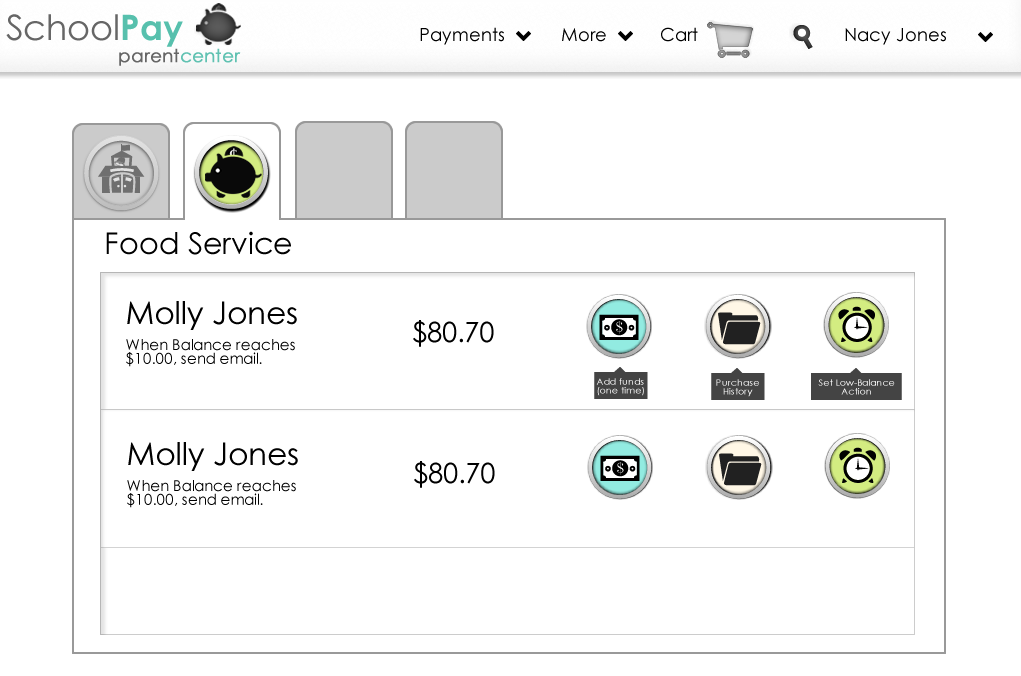 SchoolPay
parentcenter
Payments
More
Cart
Nacy Jones
Food Service
Molly Jones
When Balance reaches
$10.00, send email.
$80.70
Add funds
(one time)
Purchase
History
Set Low-Balance
Action
Molly Jones
When Balance reaches
$10.00, send email.
$80.70